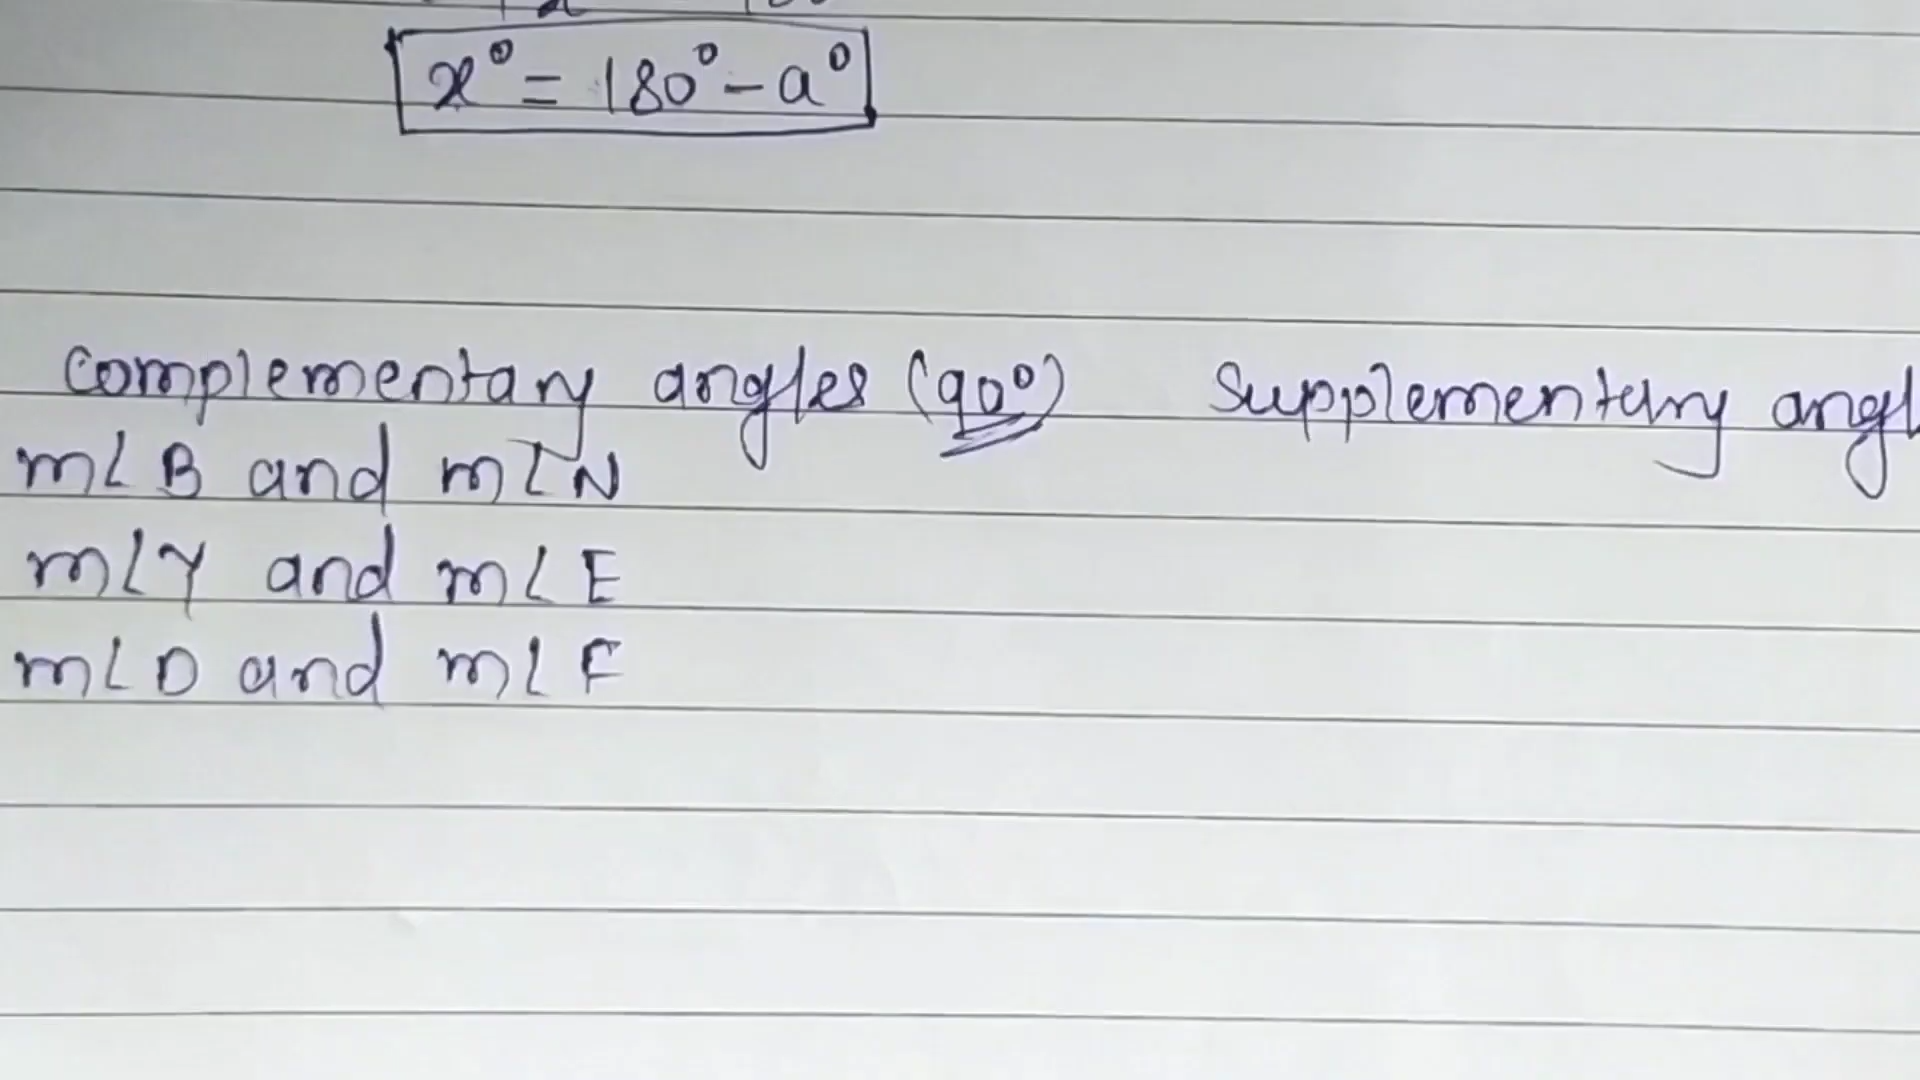 x° = 180° - a°
complementary angles (90°) Supplementary angl
m∠B and m∠N
m∠Y and m∠E
m∠D and m∠F